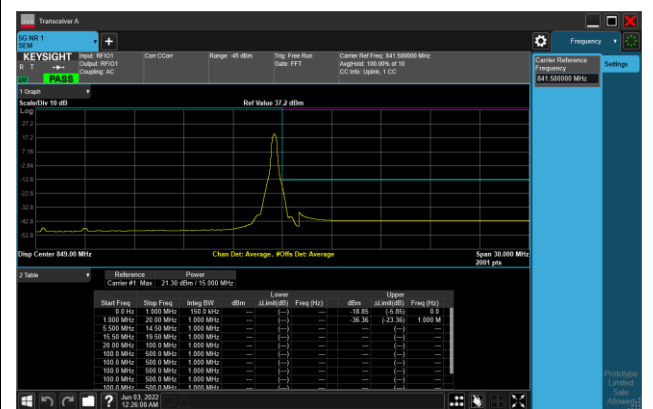 Transceiver A
5G NR 1
SEM
Frequency
KEYSIGHT
R T
LM
PASS
Input: RFIO1
Output: RFIO1
Coupling: AC
Corr CCorr
Range: -45 dBm
Trig: Free Run
Gate: FFT
Carrier Ref Freq: 841.500000 MHz
Avg|Hold: 100.00% of 10
CC Info: Uplink, 1 CC
Carrier Reference
Frequency
841.500000 MHz
Settings
1 Graph
Scale/Div 10 dB
Ref Value 37.2 dBm
Log
27.2
17.2
7.16
-2.84
-12.8
-22.8
-32.8
-42.8
-52.8
Disp Center 849.00 MHz
Chan Det: Average, #Offs Det: Average
Span 30.000 MHz
2001 pts
2 Table
Reference Power
Carrier #1: Max 21.30 dBm / 15.000 MHz
Lower Upper
Start Freq Stop Freq Integ BW dBm ΔLimit(dB) Freq (Hz) dBm ΔLimit(dB) Freq (Hz)
0.0 Hz 1.000 MHz 150.0 kHz --- (---) --- -18.85 (-5.85) 0.0
1.000 MHz 20.00 MHz 1.000 MHz --- (---) --- -36.36 (-23.36) 1.000 M
5.500 MHz 14.50 MHz 1.000 MHz --- (---) --- --- (---) ---
15.50 MHz 19.50 MHz 1.000 MHz --- (---) --- --- (---) ---
20.00 MHz 100.0 MHz 1.000 MHz --- (---) --- --- (---) ---
100.0 MHz 500.0 MHz 1.000 MHz --- (---) --- --- (---) ---
100.0 MHz 500.0 MHz 1.000 MHz --- (---) --- --- (---) ---
100.0 MHz 500.0 MHz 1.000 MHz --- (---) --- --- (---) ---
100.0 MHz 500.0 MHz 1.000 MHz --- (---) --- --- (---) ---
100.0 MHz 500.0 MHz 1.000 MHz --- (---) --- --- (---) ---
Prototype
Limited
Sale
Allowed
?
Jun 03, 2022
12:26:08 AM